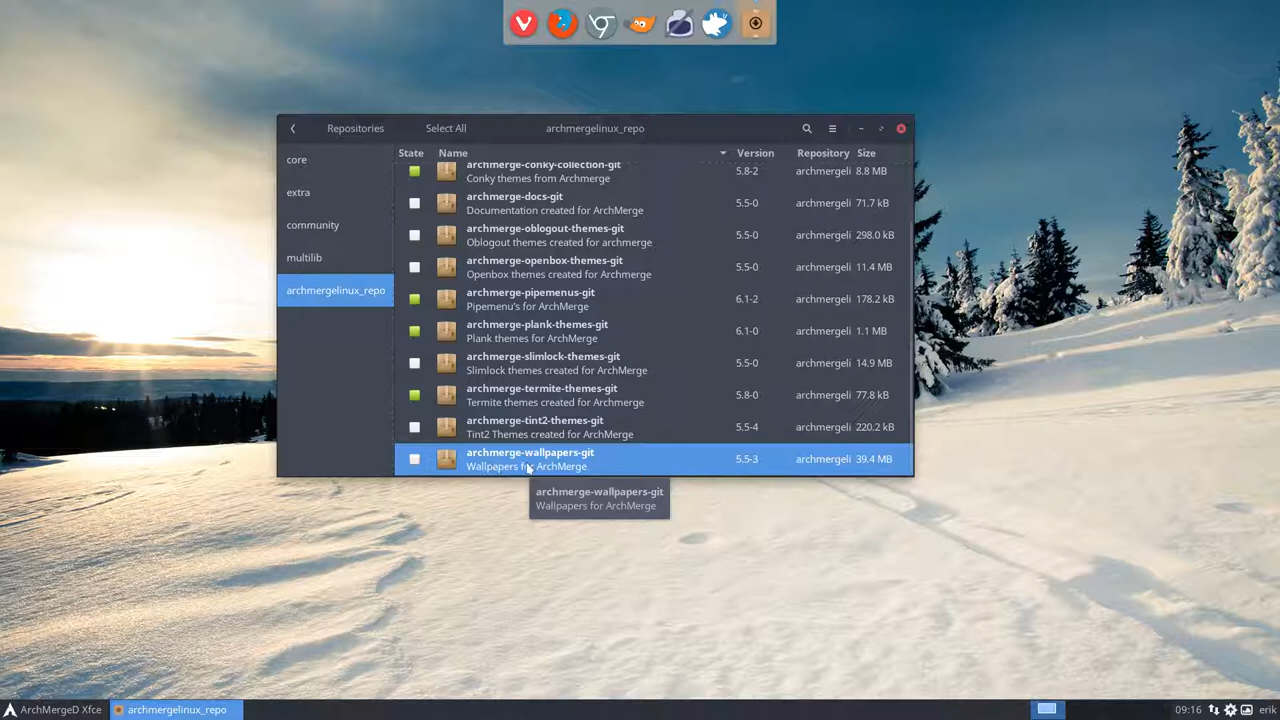 Repositories Select All archmergelinux_repo
State Name Version Repository Size
core
extra
community
multilib
archmergelinux_repo
archmerge-conky-collection-git
Conky themes from Archmerge
5.8-2 archmergeli 8.8 MB
archmerge-docs-git
Documentation created for ArchMerge
5.5-0 archmergeli 71.7 kB
archmerge-oblogout-themes-git
Oblogout themes created for archmerge
5.5-0 archmergeli 298.0 kB
archmerge-openbox-themes-git
Openbox themes created for Archmerge
5.5-0 archmergeli 11.4 MB
archmerge-pipemenus-git
Pipemenu's for ArchMerge
6.1-2 archmergeli 178.2 kB
archmerge-plank-themes-git
Plank themes for ArchMerge
6.1-0 archmergeli 1.1 MB
archmerge-slimlock-themes-git
Slimlock themes created for ArchMerge
5.5-0 archmergeli 14.9 MB
archmerge-termite-themes-git
Termite themes created for Archmerge
5.8-0 archmergeli 77.8 kB
archmerge-tint2-themes-git
Tint2 Themes created for ArchMerge
5.5-4 archmergeli 220.2 kB
archmerge-wallpapers-git
Wallpapers for ArchMerge
5.5-3 archmergeli 39.4 MB
archmerge-wallpapers-git
Wallpapers for ArchMerge
ArchMergeD Xfce archmergelinux_repo 09:16 erik